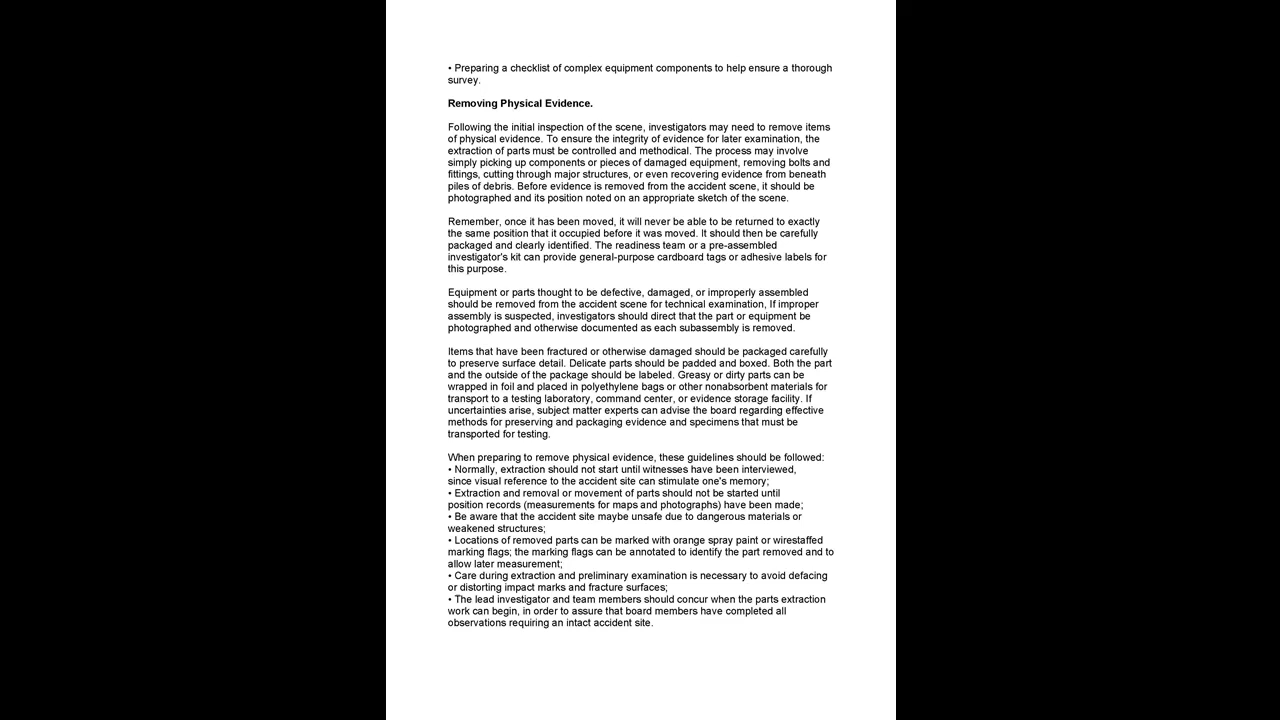 • Preparing a checklist of complex equipment components to help ensure a thorough
survey.
Removing Physical Evidence.
Following the initial inspection of the scene, investigators may need to remove items
of physical evidence. To ensure the integrity of evidence for later examination, the
extraction of parts must be controlled and methodical. The process may involve
simply picking up components or pieces of damaged equipment, removing bolts and
fittings, cutting through major structures, or even recovering evidence from beneath
piles of debris. Before evidence is removed from the accident scene, it should be
photographed and its position noted on an appropriate sketch of the scene.
Remember, once it has been moved, it will never be able to be returned to exactly
the same position that it occupied before it was moved. It should then be carefully
packaged and clearly identified. The readiness team or a pre-assembled
investigator's kit can provide general-purpose cardboard tags or adhesive labels for
this purpose.
Equipment or parts thought to be defective, damaged, or improperly assembled
should be removed from the accident scene for technical examination, If improper
assembly is suspected, investigators should direct that the part or equipment be
photographed and otherwise documented as each subassembly is removed.
Items that have been fractured or otherwise damaged should be packaged carefully
to preserve surface detail. Delicate parts should be padded and boxed. Both the part
and the outside of the package should be labeled. Greasy or dirty parts can be
wrapped in foil and placed in polyethylene bags or other nonabsorbent materials for
transport to a testing laboratory, command center, or evidence storage facility. If
uncertainties arise, subject matter experts can advise the board regarding effective
methods for preserving and packaging evidence and specimens that must be
transported for testing.
When preparing to remove physical evidence, these guidelines should be followed:
• Normally, extraction should not start until witnesses have been interviewed,
since visual reference to the accident site can stimulate one's memory;
• Extraction and removal or movement of parts should not be started until
position records (measurements for maps and photographs) have been made;
• Be aware that the accident site maybe unsafe due to dangerous materials or
weakened structures;
• Locations of removed parts can be marked with orange spray paint or wirestaffed
marking flags; the marking flags can be annotated to identify the part removed and to
allow later measurement;
• Care during extraction and preliminary examination is necessary to avoid defacing
or distorting impact marks and fracture surfaces;
• The lead investigator and team members should concur when the parts extraction
work can begin, in order to assure that board members have completed all
observations requiring an intact accident site.